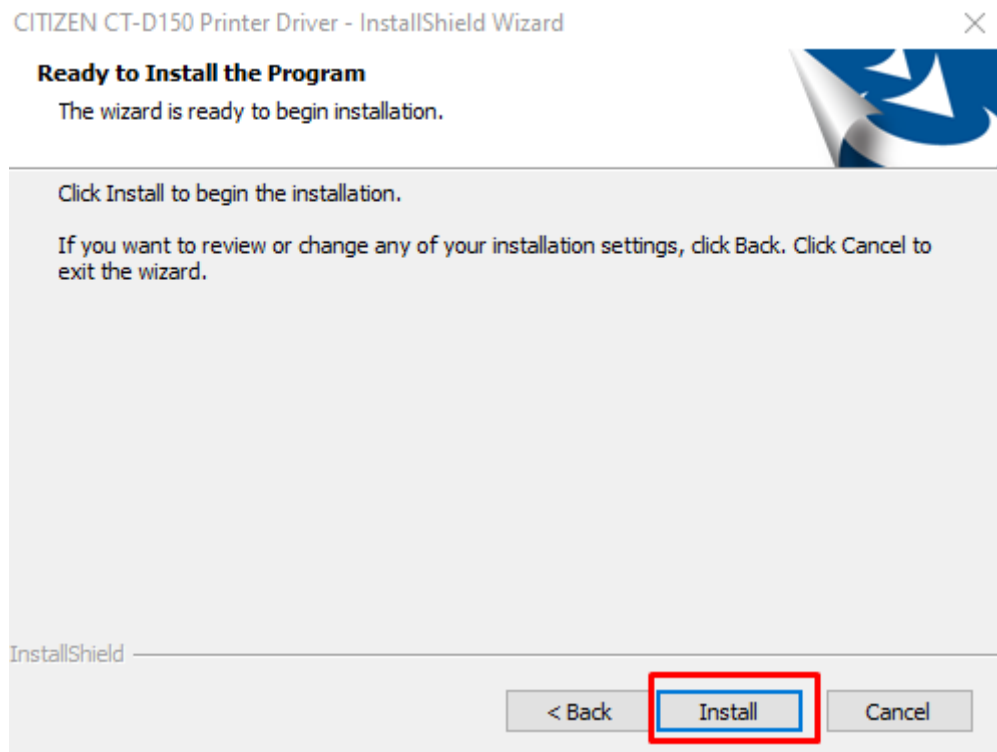 CITIZEN CT-D150 Printer Driver - InstallShield Wizard
Ready to Install the Program
The wizard is ready to begin installation.
Click Install to begin the installation.
If you want to review or change any of your installation settings, click Back. Click Cancel to
exit the wizard.
InstallShield
< Back Install Cancel